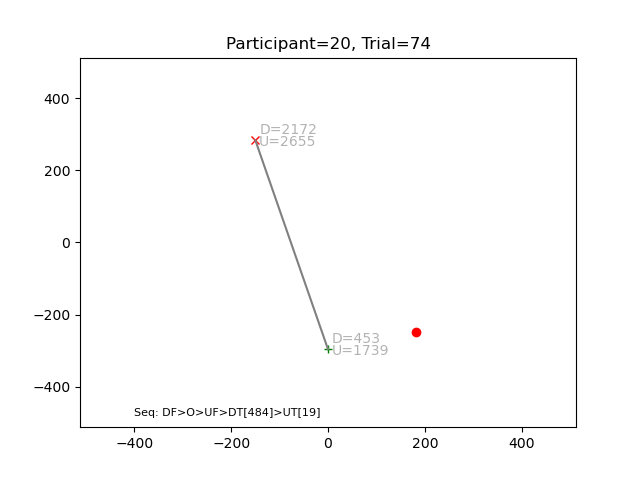 Participant=20, Trial=74
400
200
0
−200
−400
D=2172
U=2655
D=453
U=1739
Seq: DF>O>UF>DT[484]>UT[19]
−400
−200
0
200
400